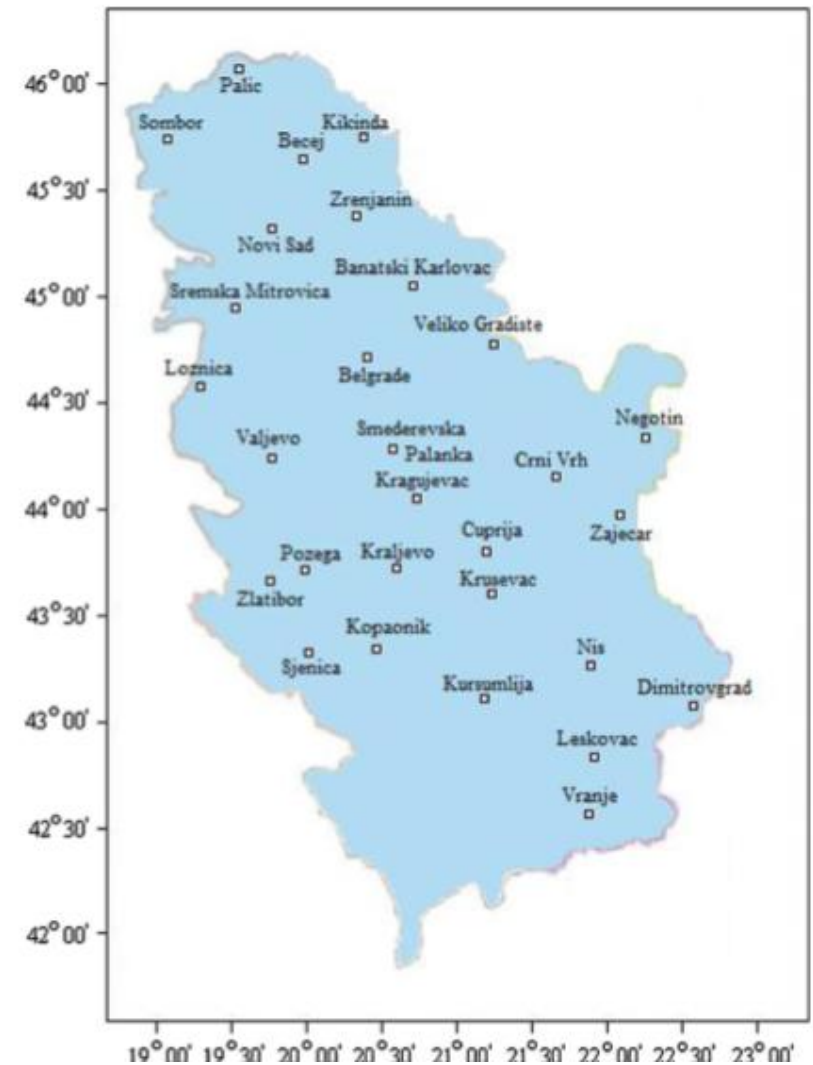 46°00'
45°30'
45°00'
44°30'
44°00'
43°30'
43°00'
42°30'
42°00'
Palic
Sombor
Kikinda
Becej
Zrenjanin
Novi Sad
Banatski Karlovac
Sremska Mitrovica
Veliko Gradiste
Loznica
Belgrade
Negotin
Smederevska
Palanka
Valjevo
Crni Vrh
Kragujevac
Zajecar
Cuprija
Pozega
Kraljevo
Krusevac
Zlatibor
Kopaonik
Sjenica
Nis
Kursumlija
Dimitrovgrad
Leskovac
Vranje
19°00' 19°30' 20°00' 20°30' 21°00' 21°30' 22°00' 22°30' 23°00'